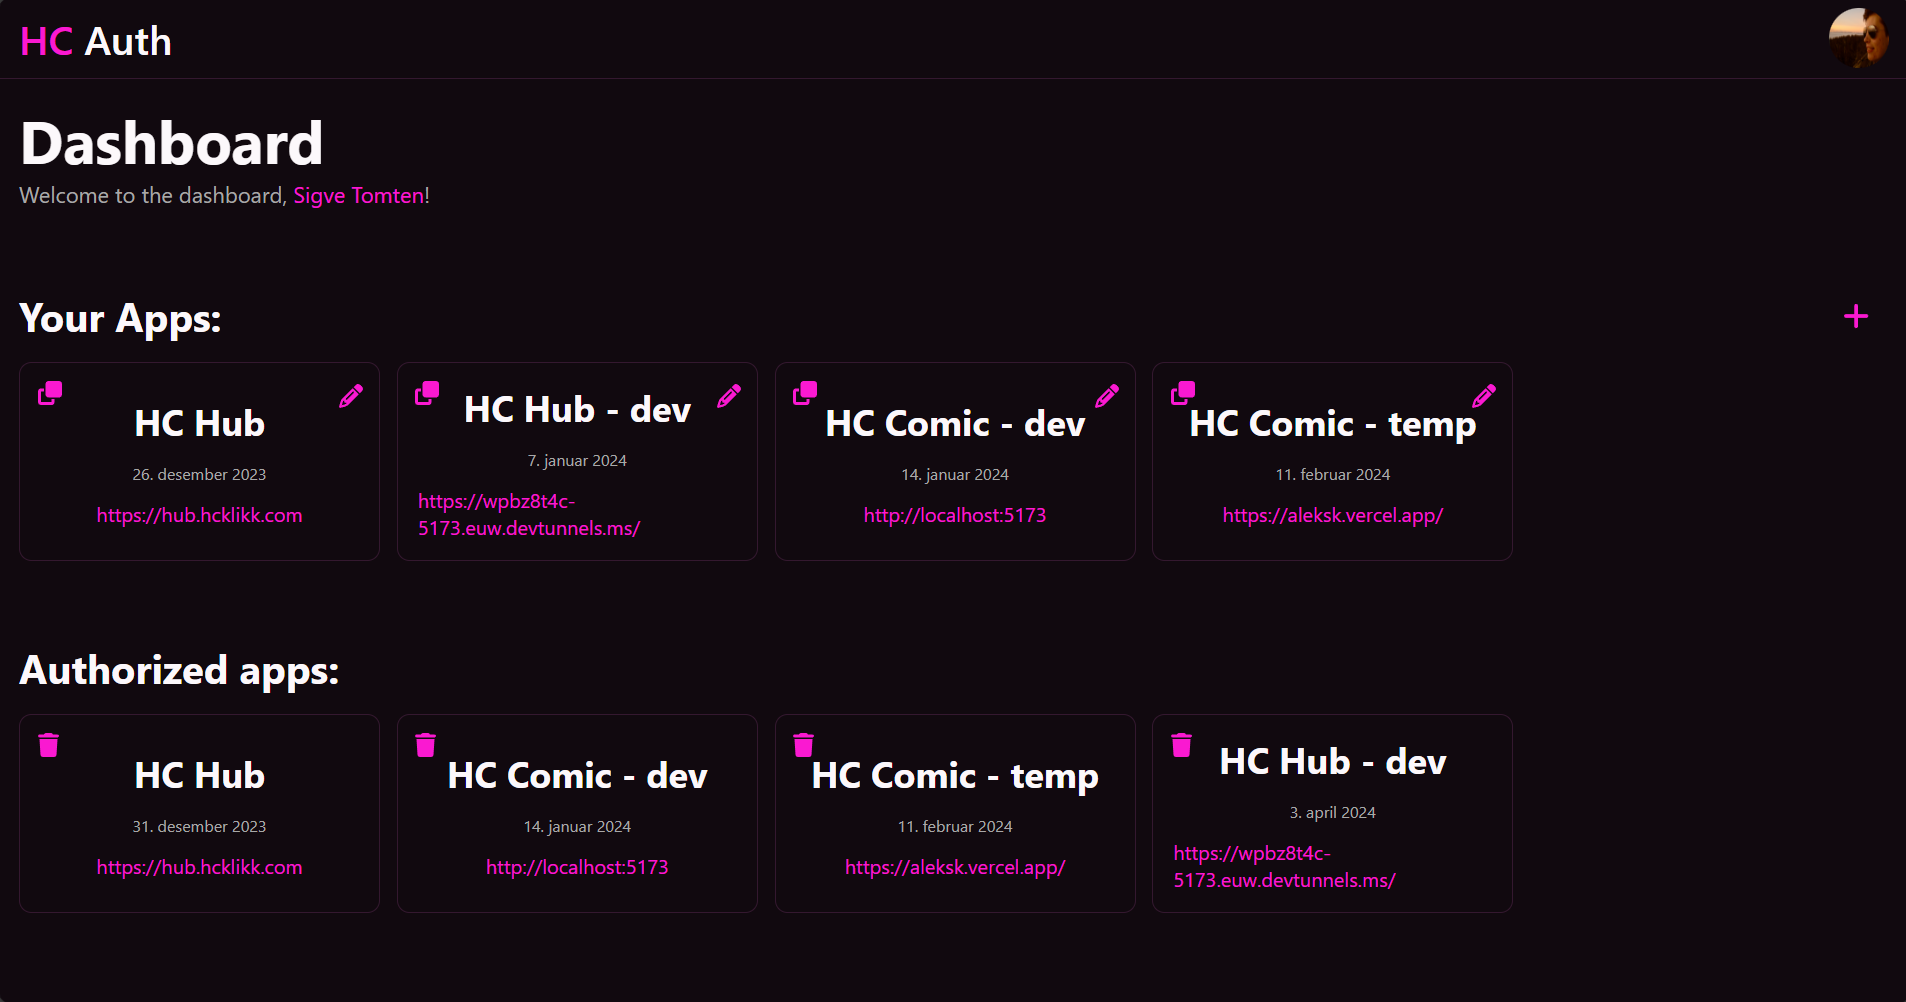 HC Auth
Dashboard
Welcome to the dashboard, Sigve Tomten!
Your Apps:
HC Hub
26. desember 2023
https://hub.hcklikk.com
HC Hub - dev
7. januar 2024
https://wpbz8t4c-
5173.euw.devtunnels.ms/
HC Comic - dev
14. januar 2024
http://localhost:5173
HC Comic - temp
11. februar 2024
https://aleksk.vercel.app/
Authorized apps:
HC Hub
31. desember 2023
https://hub.hcklikk.com
HC Comic - dev
14. januar 2024
http://localhost:5173
HC Comic - temp
11. februar 2024
https://aleksk.vercel.app/
HC Hub - dev
3. april 2024
https://wpbz8t4c-
5173.euw.devtunnels.ms/